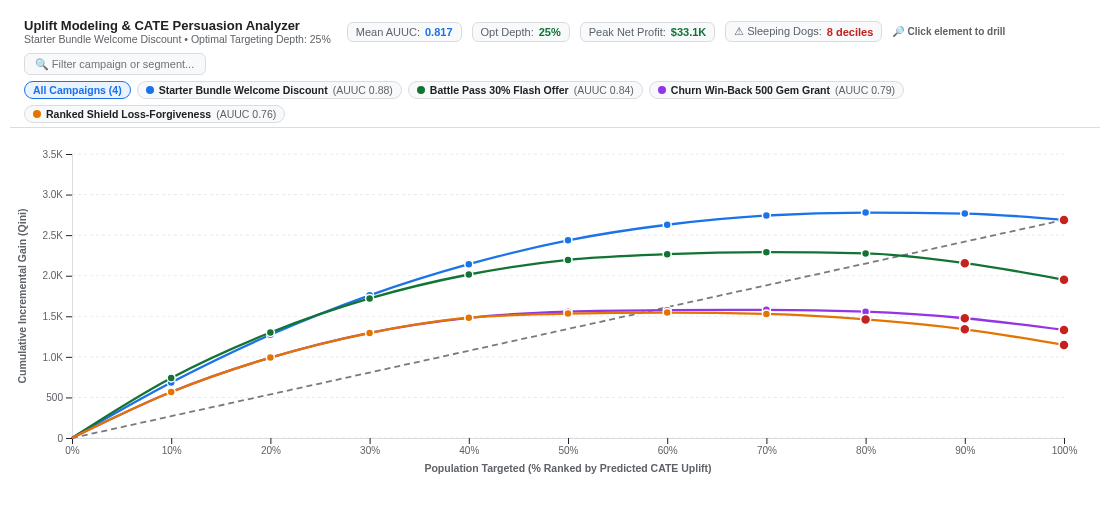 Uplift Modeling & CATE Persuasion Analyzer
Starter Bundle Welcome Discount • Optimal Targeting Depth: 25%
Mean AUUC: 0.817
Opt Depth: 25%
Peak Net Profit: $33.1K
⚠ Sleeping Dogs: 8 deciles
🔎 Click element to drill
🔍 Filter campaign or segment...
All Campaigns (4)
Starter Bundle Welcome Discount (AUUC 0.88)
Battle Pass 30% Flash Offer (AUUC 0.84)
Churn Win-Back 500 Gem Grant (AUUC 0.79)
Ranked Shield Loss-Forgiveness (AUUC 0.76)
Cumulative Incremental Gain (Qini)
3.5K
3.0K
2.5K
2.0K
1.5K
1.0K
500
0
0% 10% 20% 30% 40% 50% 60% 70% 80% 90% 100%
Population Targeted (% Ranked by Predicted CATE Uplift)